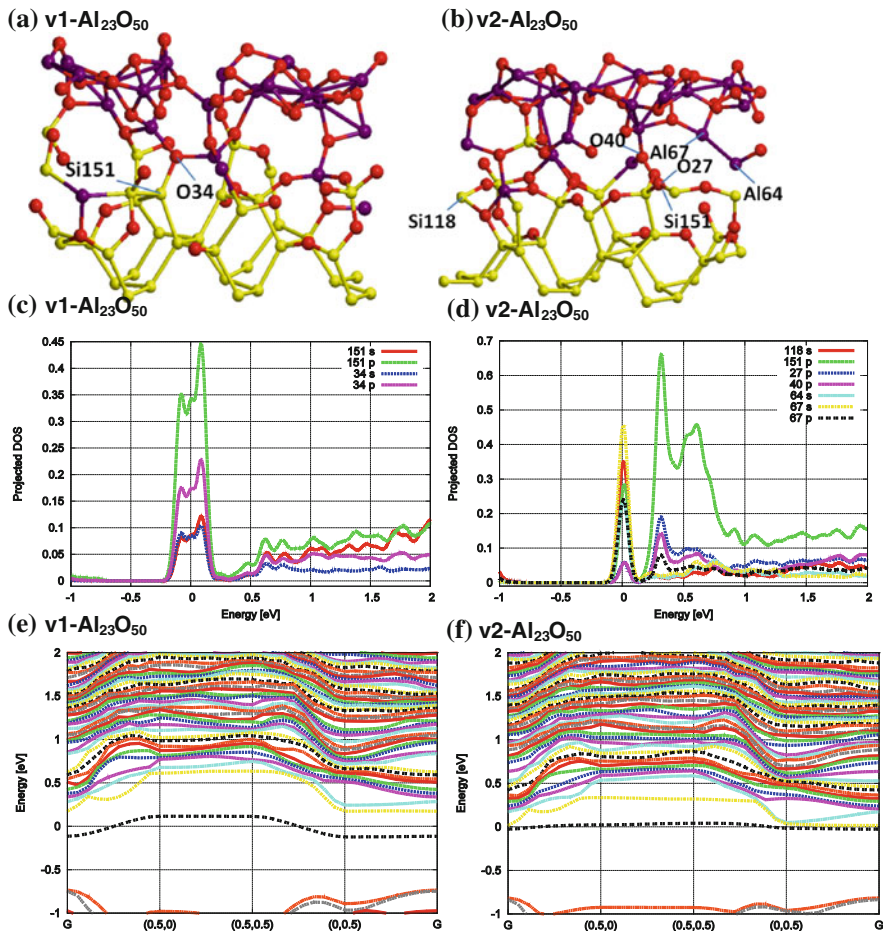 (a) v1-Al23O50
(b) v2-Al23O50
Si151
O34
O40
Al67
O27
Al64
Si118
Si151
(c) v1-Al23O50
(d) v2-Al23O50
0.45
0.4
0.35
0.3
0.25
0.2
0.15
0.1
0.05
0
Projected DOS
151 s
151 p
34 s
34 p
-1
-0.5
0
0.5
1
1.5
2
Energy [eV]
0.7
0.6
0.5
0.4
0.3
0.2
0.1
0
Projected DOS
118 s
151 p
27 p
40 p
64 s
67 s
67 p
-1
-0.5
0
0.5
1
1.5
2
Energy [eV]
(e) v1-Al23O50
(f) v2-Al23O50
2
1.5
1
0.5
0
-0.5
-1
Energy [eV]
G
(0.5,0)
(0.5,0.5)
(0,0.5)
G
2
1.5
1
0.5
0
-0.5
-1
Energy [eV]
G
(0.5,0)
(0.5,0.5)
(0,0.5)
G